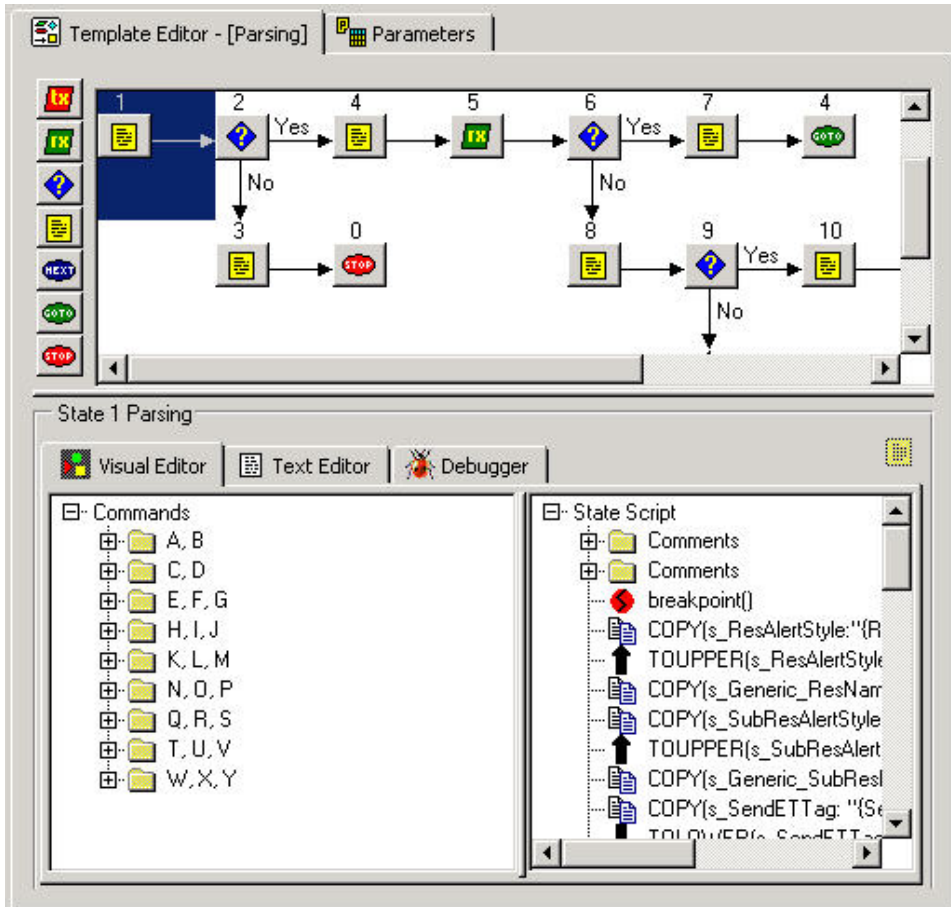 Template Editor - [Parsing] Parameters
tx
rx
?
NEXT
GOTO
STOP
1 2 4 5 6 7 4
? Yes rx ? Yes GOTO
No No
3 0 8 9 10
STOP ? Yes
No
State 1 Parsing
Visual Editor Text Editor Debugger
Commands
A, B
C, D
E, F, G
H, I, J
K, L, M
N, O, P
Q, R, S
T, U, V
W, X, Y
State Script
Comments
Comments
breakpoint()
COPY(s_ResAlertStyle:"{R
TOUPPER(s_ResAlertStyle
COPY(s_Generic_ResNam
COPY(s_SubResAlertStyle
TOUPPER(s_SubResAlert
COPY(s_Generic_SubResI
COPY(s_SendETTag: "{Se
TOLOWER(s_SendETTag